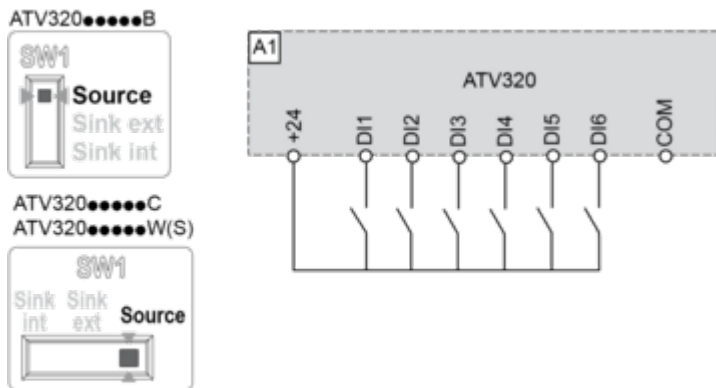 ATV320●●●●●B
SW1
Source
Sink ext
Sink int
ATV320●●●●●C
ATV320●●●●●W(S)
SW1
Sink int
Sink ext
Source
A1
ATV320
+24
DI1
DI2
DI3
DI4
DI5
DI6
COM